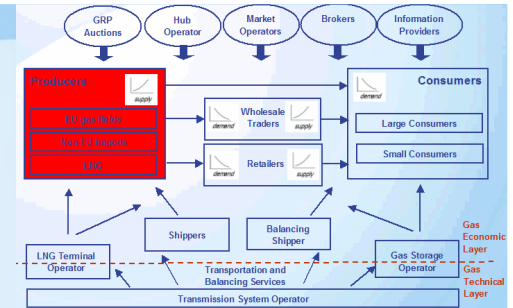 GRP
Auctions
Hub
Operator
Market
Operators
Brokers
Information
Providers
Producers
supply
EU gas fields
Non EU Imports
LNG
Wholesale
Traders
demand
supply
Retailers
demand
supply
Consumers
demand
Large Consumers
Small Consumers
Shippers
Balancing
Shipper
LNG Terminal
Operator
Gas Storage
Operator
Gas
Economic
Layer
Gas
Technical
Layer
Transportation and
Balancing Services
Transmission System Operator